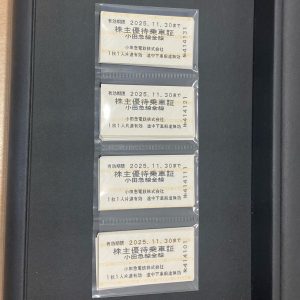 有効期限 2025.11.30まで
株主優待乗車証
小田急線全線
小田急電鉄株式会社
1枚1人片道有効 途中下車前途無効
№414131
有効期限 2025.11.30まで
株主優待乗車証
小田急線全線
小田急電鉄株式会社
1枚1人片道有効 途中下車前途無効
№414121
有効期限 2025.11.30まで
株主優待乗車証
小田急線全線
小田急電鉄株式会社
1枚1人片道有効 途中下車前途無効
№414111
有効期限 2025.11.30まで
株主優待乗車証
小田急線全線
小田急電鉄株式会社
1枚1人片道有効 途中下車前途無効
№414101